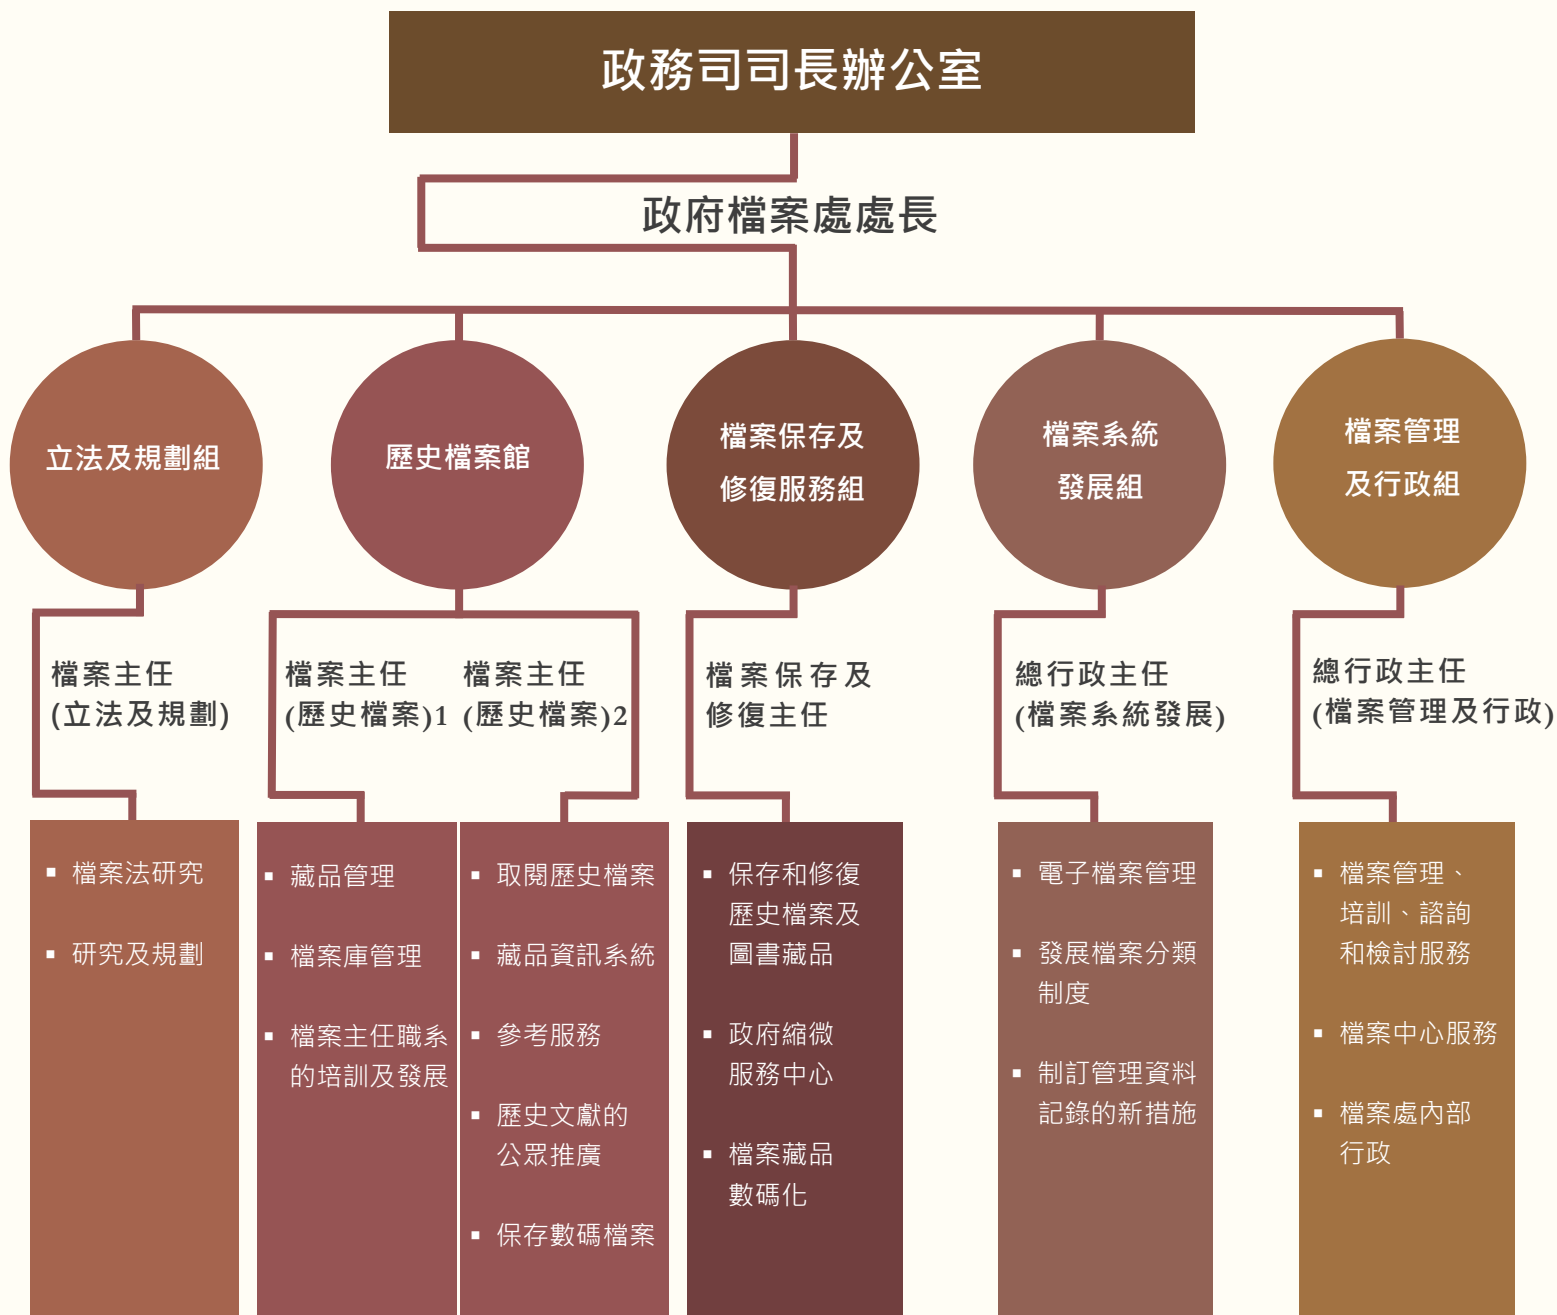 政務司司長辦公室
政府檔案處處長
立法及規劃組
歷史檔案館
檔案保存及
修復服務組
檔案系統
發展組
檔案管理
及行政組
檔案主任
(立法及規劃)
檔案主任
(歷史檔案)1
檔案主任
(歷史檔案)2
檔案保存及
修復主任
總行政主任
(檔案系統發展)
總行政主任
(檔案管理及行政)
▪ 檔案法研究
▪ 研究及規劃
▪ 藏品管理
▪ 檔案庫管理
▪ 檔案主任職系
的培訓及發展
▪ 取閱歷史檔案
▪ 藏品資訊系統
▪ 參考服務
▪ 歷史文獻的
公眾推廣
▪ 保存數碼檔案
▪ 保存和修復
歷史檔案及
圖書藏品
▪ 政府縮微
服務中心
▪ 檔案藏品
數碼化
▪ 電子檔案管理
▪ 發展檔案分類
制度
▪ 制訂管理資料
記錄的新措施
▪ 檔案管理、
培訓、諮詢
和檢討服務
▪ 檔案中心服務
▪ 檔案處內部
行政